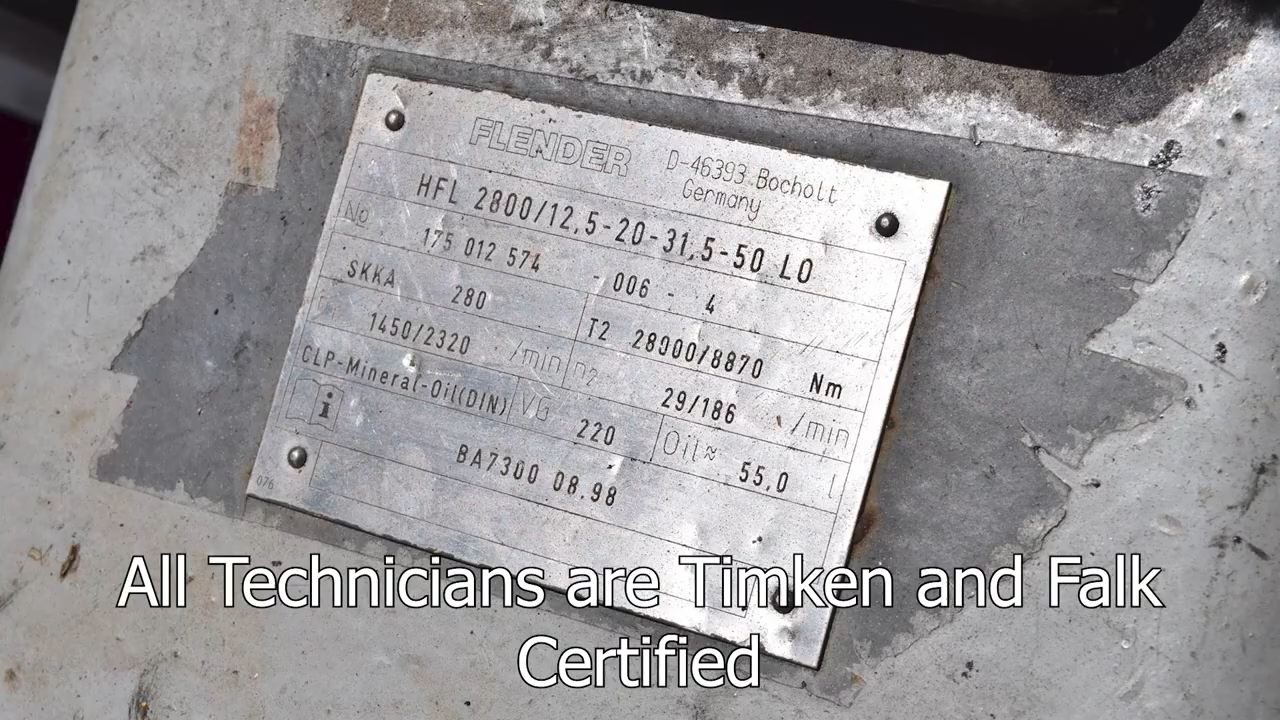 FLENDER D-46393 Bocholt
Germany
HFL 2800/12,5-20-31,5-50 LO
No 175 012 574 - 006 - 4
SKKA 280 T2 28000/8870 Nm
1450/2320 /min n2 29/186 /min
CLP-Mineral-Oil(DIN) VG 220 Oil≈ 55,0 l
i BA7300 08.98
076
All Technicians are Timken and Falk
Certified